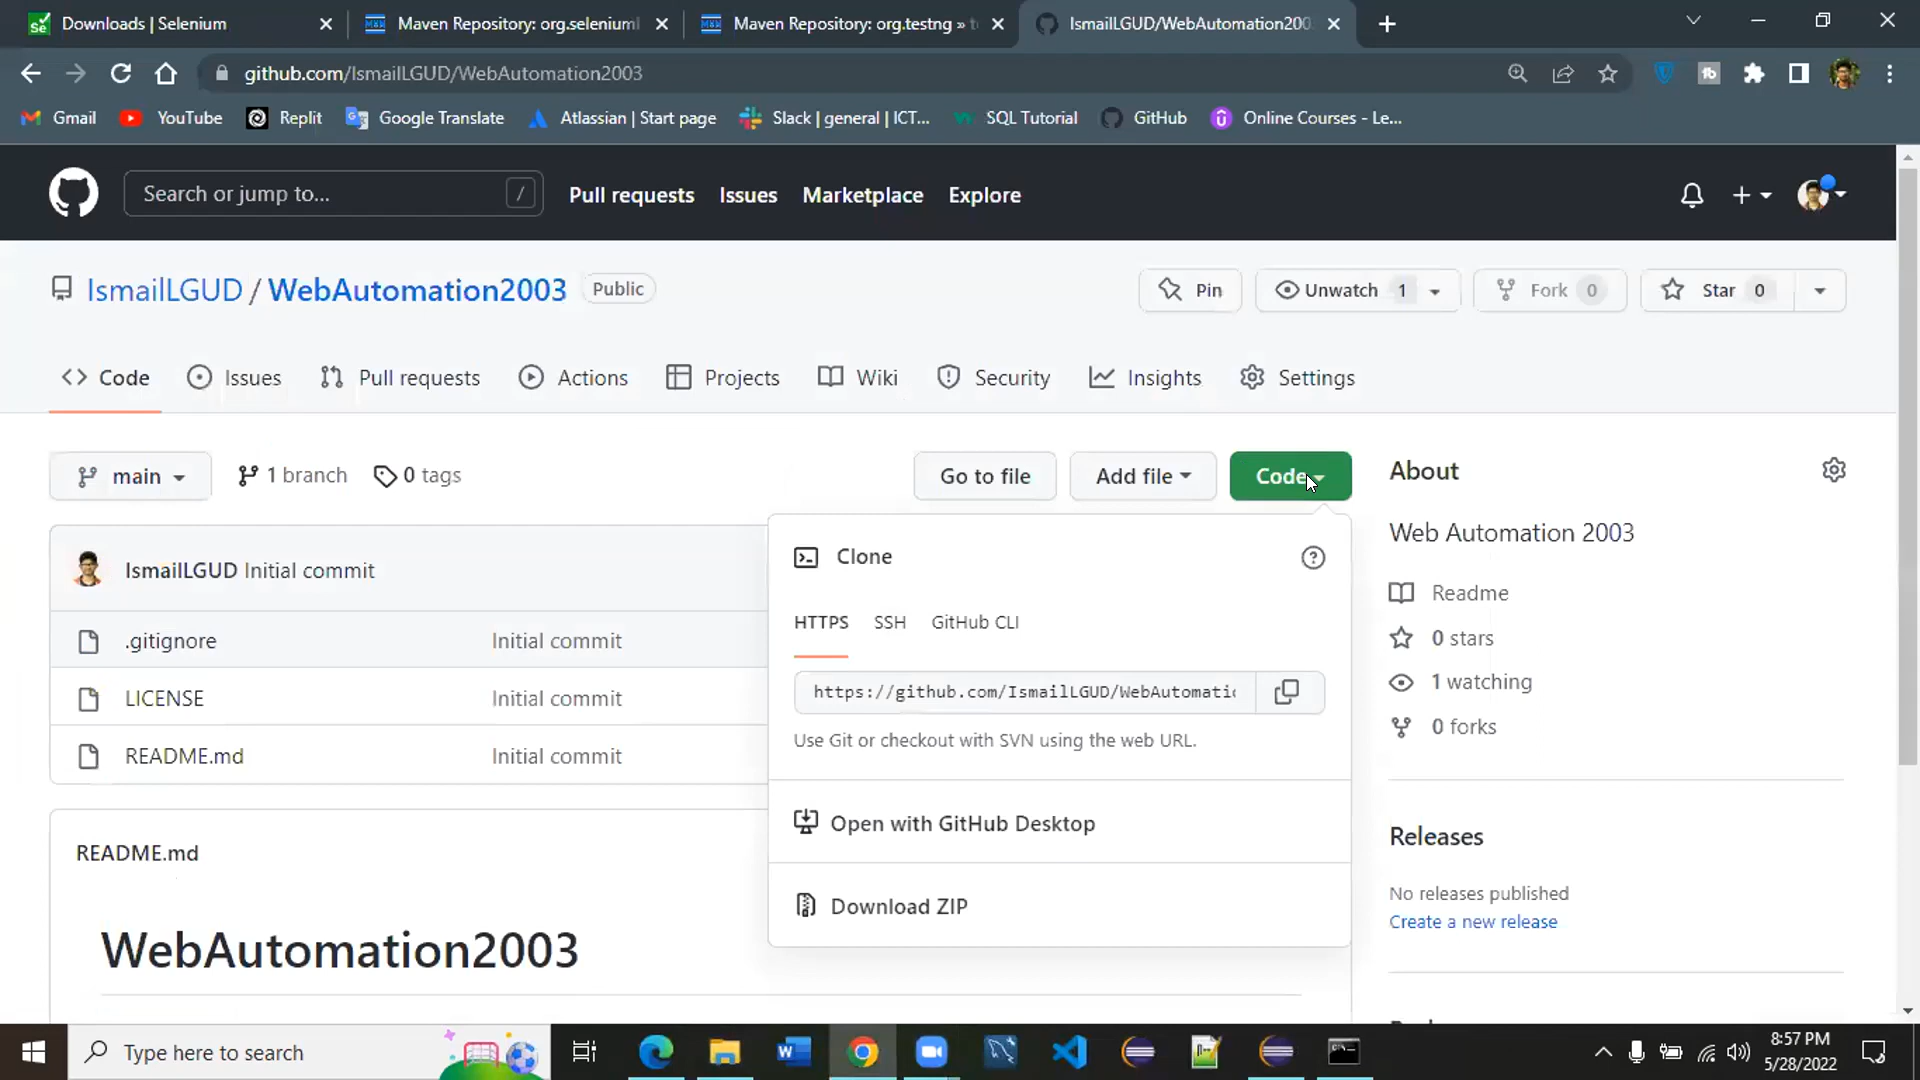 Downloads | Selenium
Maven Repository: org.seleniuml
Maven Repository: org.testng » t
IsmailLGUD/WebAutomation200
github.com/IsmailLGUD/WebAutomation2003
Gmail
YouTube
Replit
Google Translate
Atlassian | Start page
Slack | general | ICT...
SQL Tutorial
GitHub
Online Courses - Le...
Search or jump to...
/
Pull requests
Issues
Marketplace
Explore
IsmailLGUD / WebAutomation2003
Public
Pin
Unwatch 1
Fork 0
Star 0
Code
Issues
Pull requests
Actions
Projects
Wiki
Security
Insights
Settings
main
1 branch
0 tags
Go to file
Add file
Code
About
Web Automation 2003
IsmailLGUD Initial commit
.gitignore
Initial commit
LICENSE
Initial commit
README.md
Initial commit
Clone
HTTPS
SSH
GitHub CLI
https://github.com/IsmailLGUD/WebAutomatic
Use Git or checkout with SVN using the web URL.
Open with GitHub Desktop
Download ZIP
Readme
0 stars
1 watching
0 forks
Releases
No releases published
Create a new release
README.md
WebAutomation2003
Type here to search
8:57 PM
5/28/2022